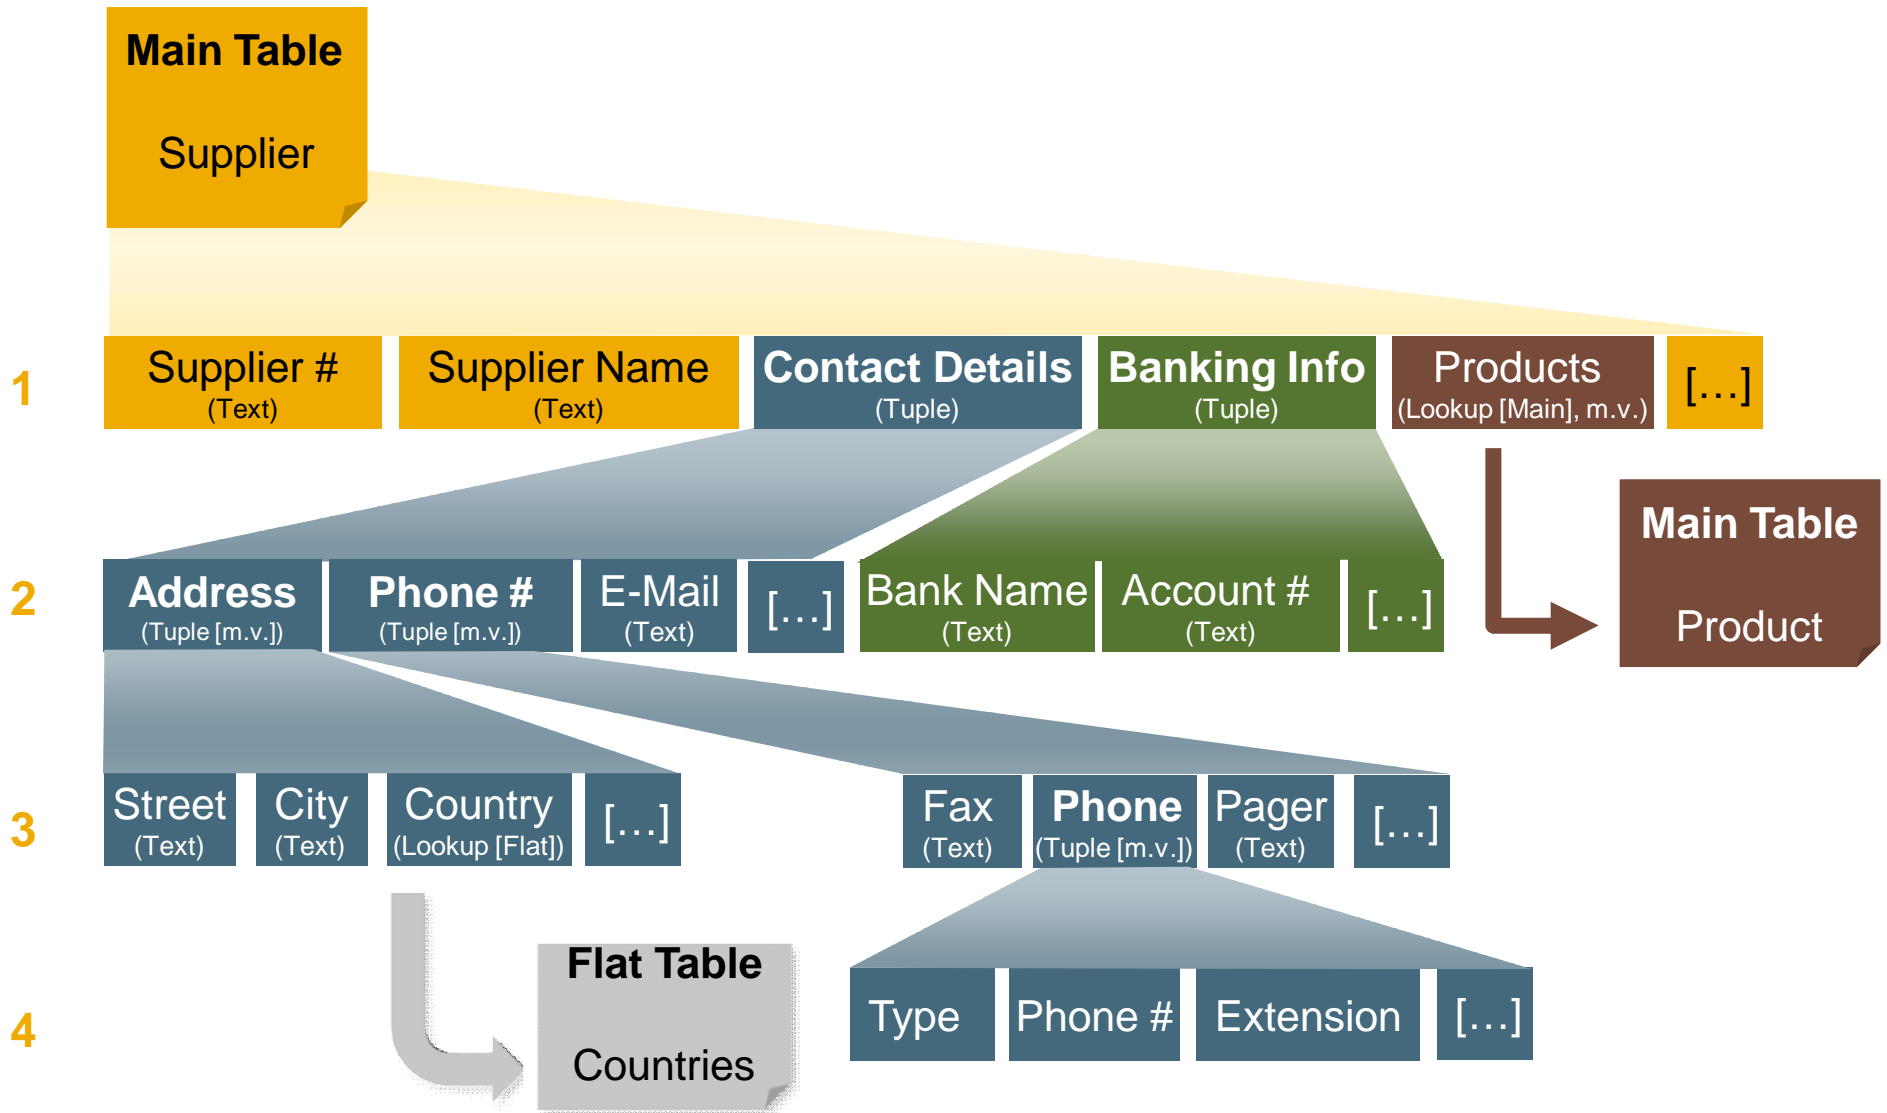 Main Table
Supplier
1
Supplier #
(Text)
Supplier Name
(Text)
Contact Details
(Tuple)
Banking Info
(Tuple)
Products
(Lookup [Main], m.v.)
[…]
Main Table
Product
2
Address
(Tuple [m.v.])
Phone #
(Tuple [m.v.])
E-Mail
(Text)
[…]
Bank Name
(Text)
Account #
(Text)
[…]
3
Street
(Text)
City
(Text)
Country
(Lookup [Flat])
[…]
Fax
(Text)
Phone
(Tuple [m.v.])
Pager
(Text)
[…]
Flat Table
Countries
4
Type
Phone #
Extension
[…]